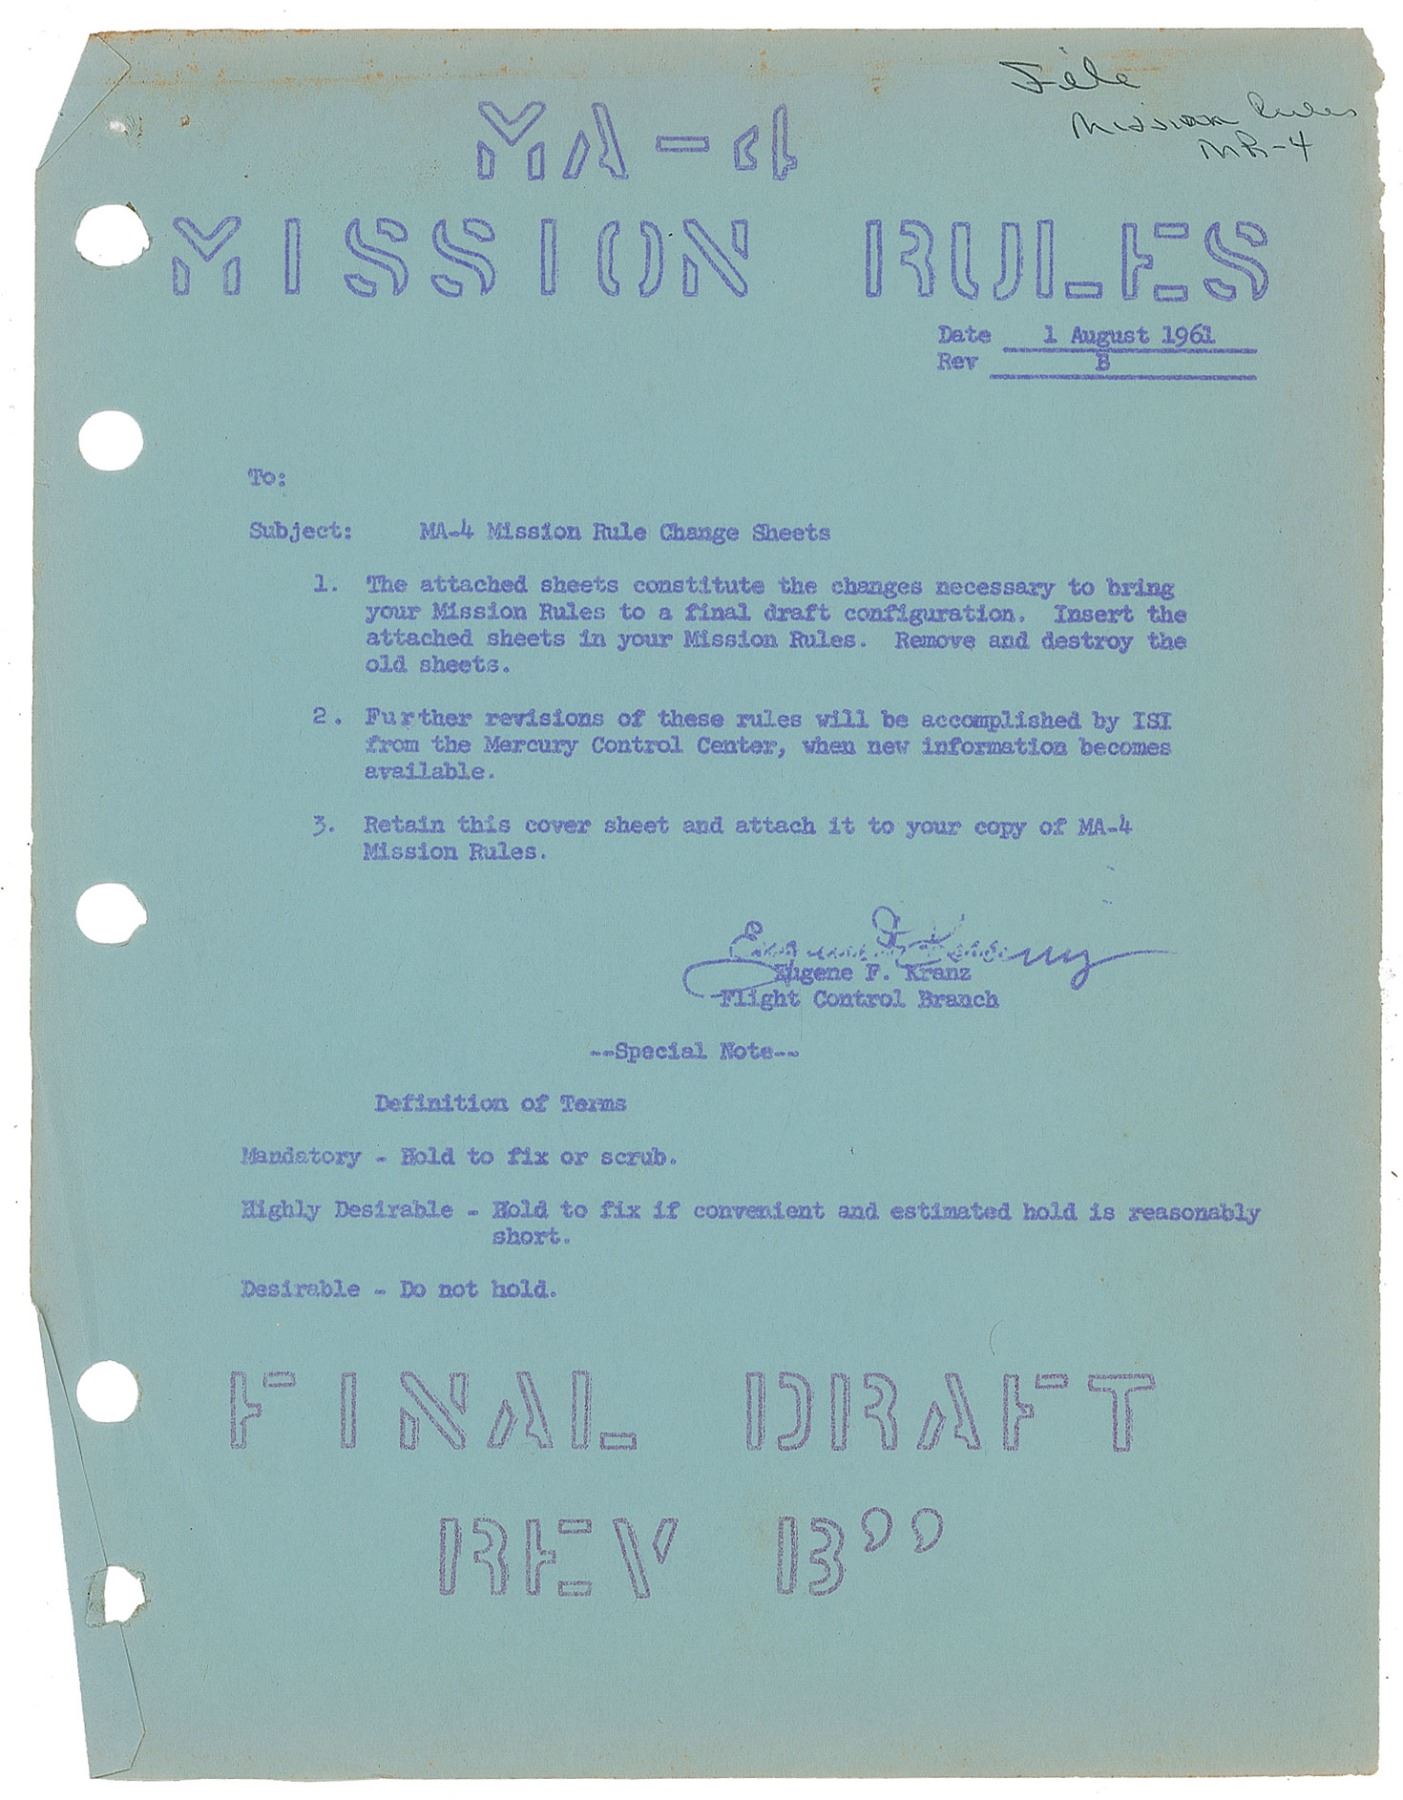 File
Mission Rules
MR-4
MA-4
MISSION RULES
Date 1 August 1961
Rev B
To:
Subject: MA-4 Mission Rule Change Sheets
1. The attached sheets constitute the changes necessary to bring
your Mission Rules to a final draft configuration. Insert the
attached sheets in your Mission Rules. Remove and destroy the
old sheets.
2. Further revisions of these rules will be accomplished by ISI
from the Mercury Control Center, when new information becomes
available.
3. Retain this cover sheet and attach it to your copy of MA-4
Mission Rules.
Eugene F. Kranz
Flight Control Branch
--Special Note--
Definition of Terms
Mandatory - Hold to fix or scrub.
Highly Desirable - Hold to fix if convenient and estimated hold is reasonably
short.
Desirable - Do not hold.
FINAL DRAFT
REV B"